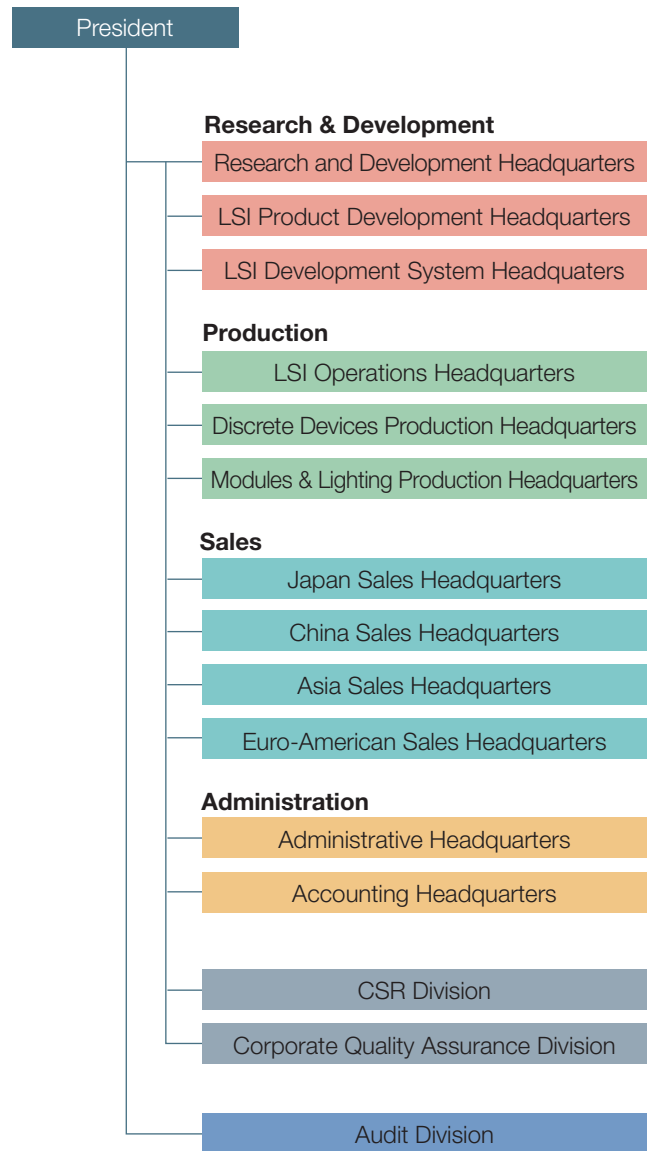 President
Research & Development
Research and Development Headquarters
LSI Product Development Headquarters
LSI Development System Headquaters
Production
LSI Operations Headquarters
Discrete Devices Production Headquarters
Modules & Lighting Production Headquarters
Sales
Japan Sales Headquarters
China Sales Headquarters
Asia Sales Headquarters
Euro-American Sales Headquarters
Administration
Administrative Headquarters
Accounting Headquarters
CSR Division
Corporate Quality Assurance Division
Audit Division